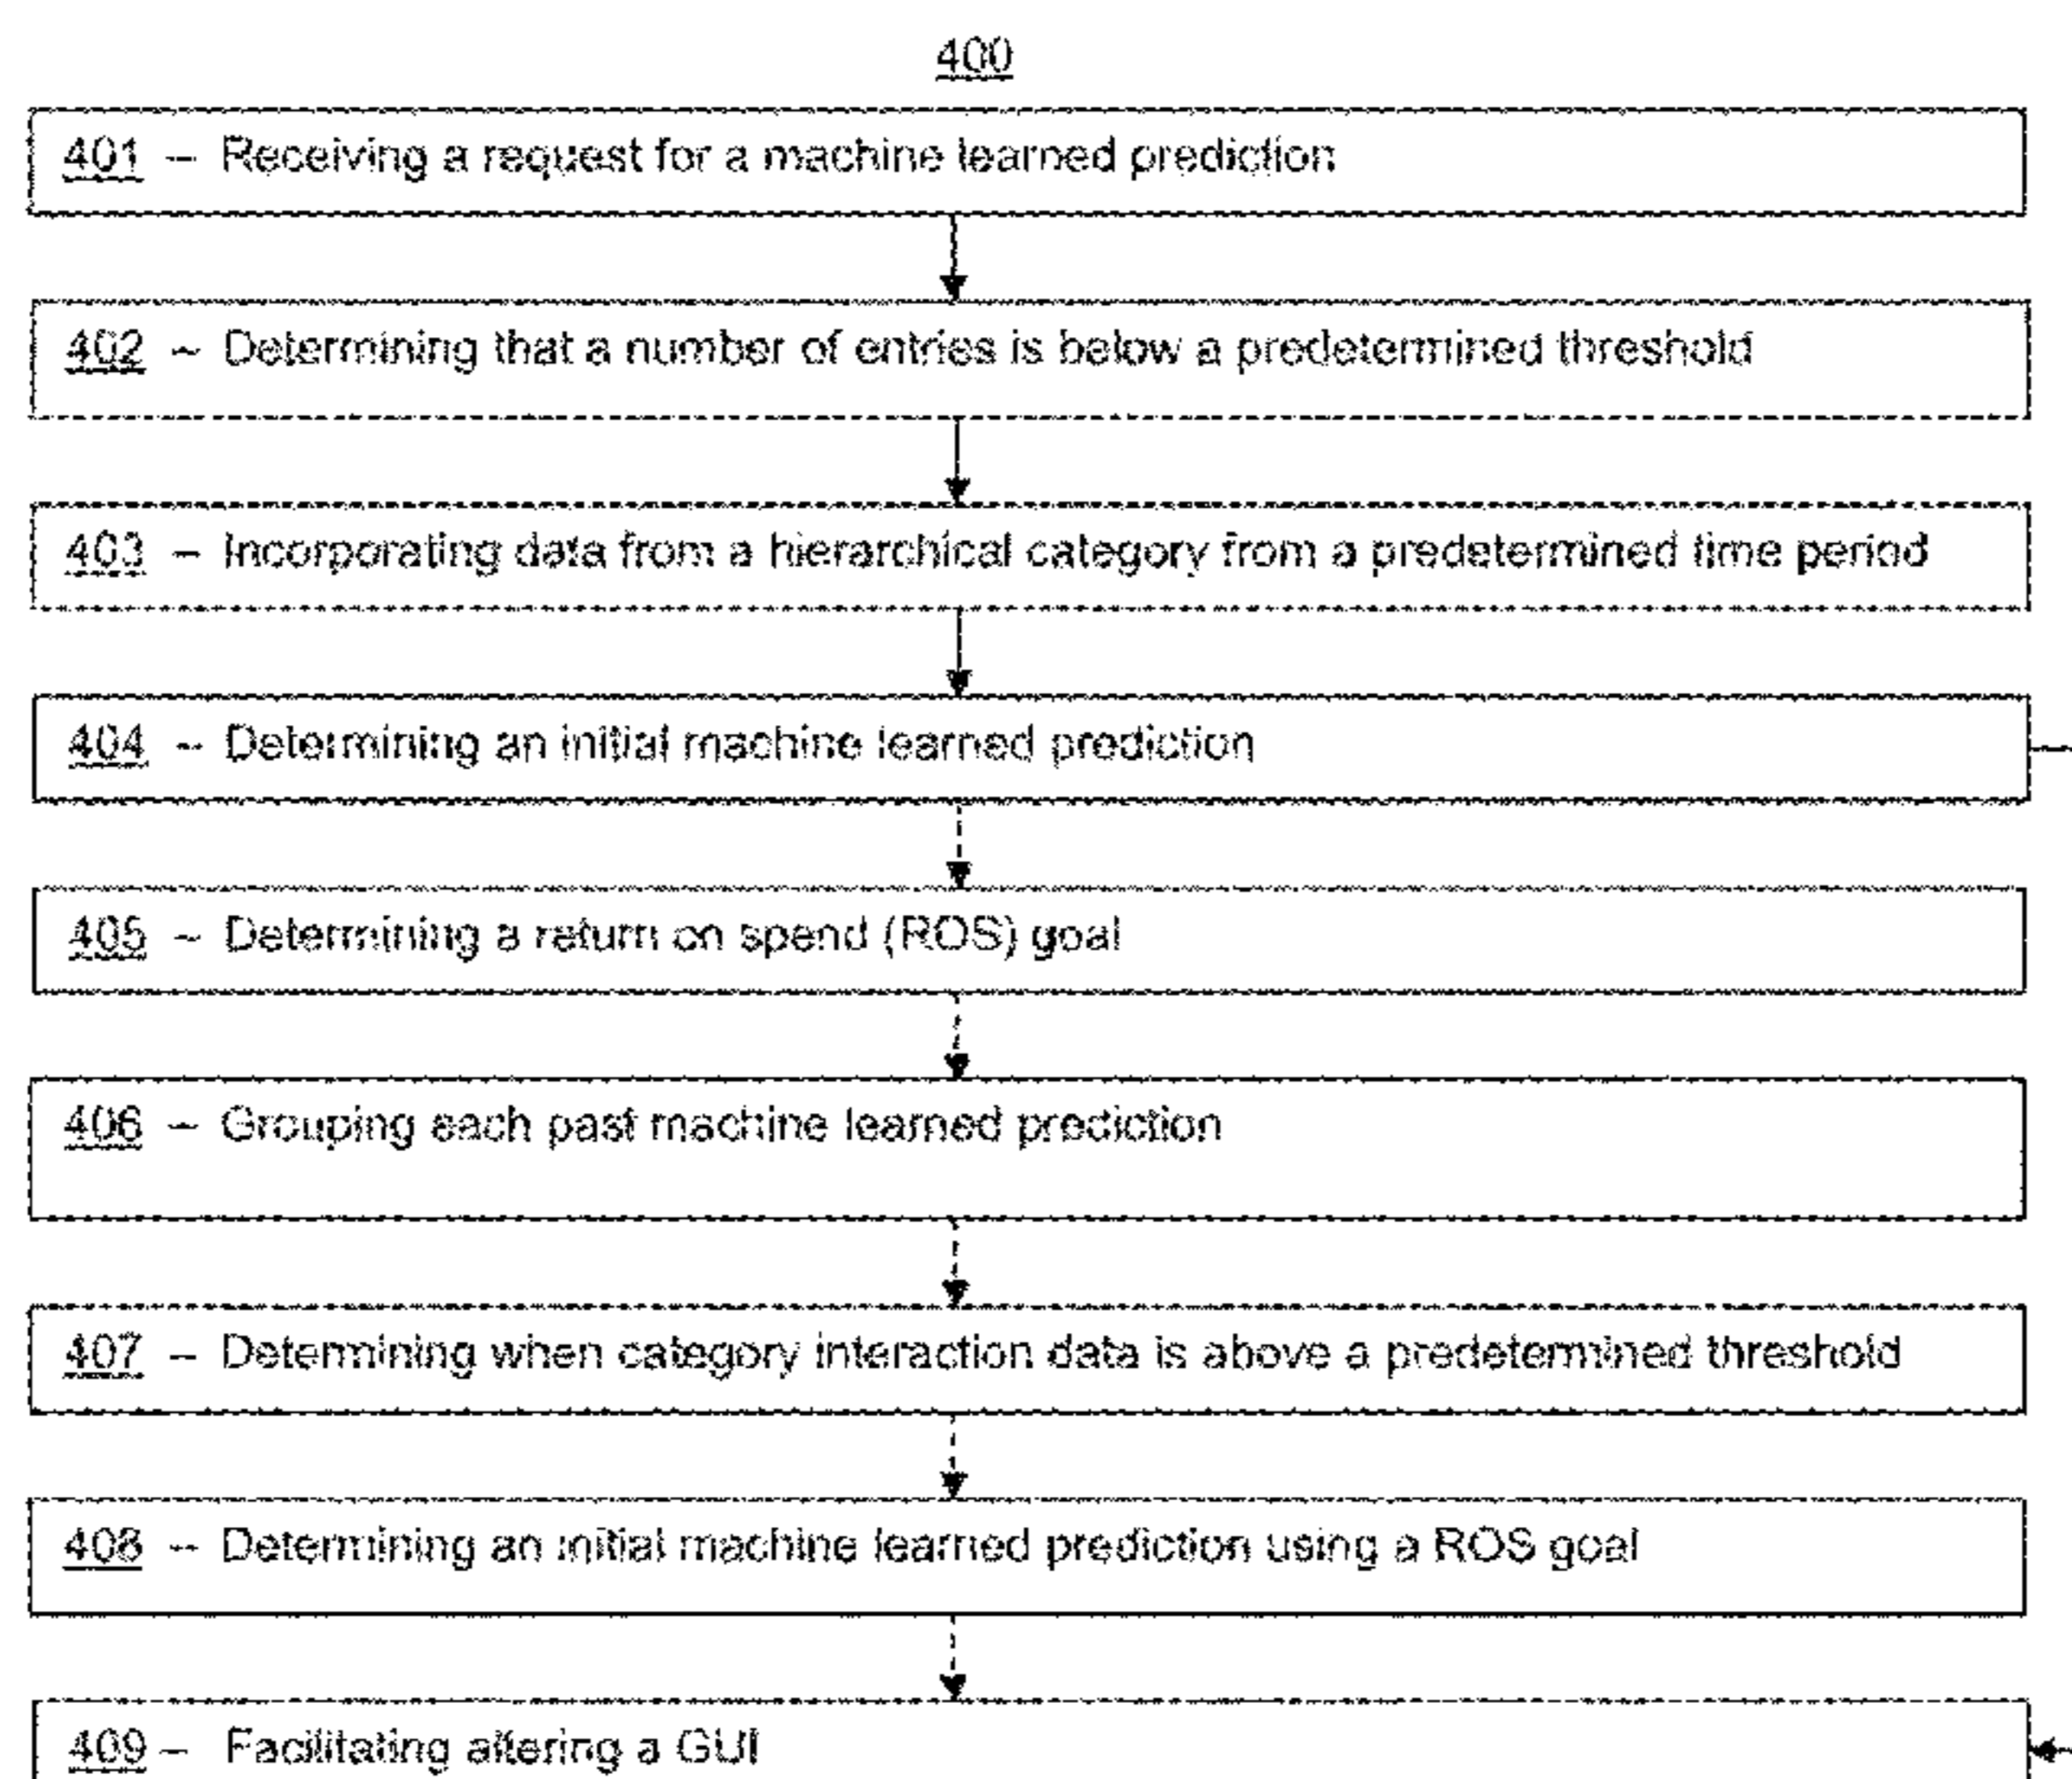 400
401 – Receiving a request for a machine learned prediction
402 – Determining that a number of entries is below a predetermined threshold
403 – Incorporating data from a hierarchical category from a predetermined time period
404 – Determining an initial machine learned prediction
405 – Determining a return on spend (ROS) goal
406 – Grouping each past machine learned prediction
407 – Determining when category interaction data is above a predetermined threshold
408 – Determining an initial machine learned prediction using a ROS goal
409 – Facilitating altering a GUI